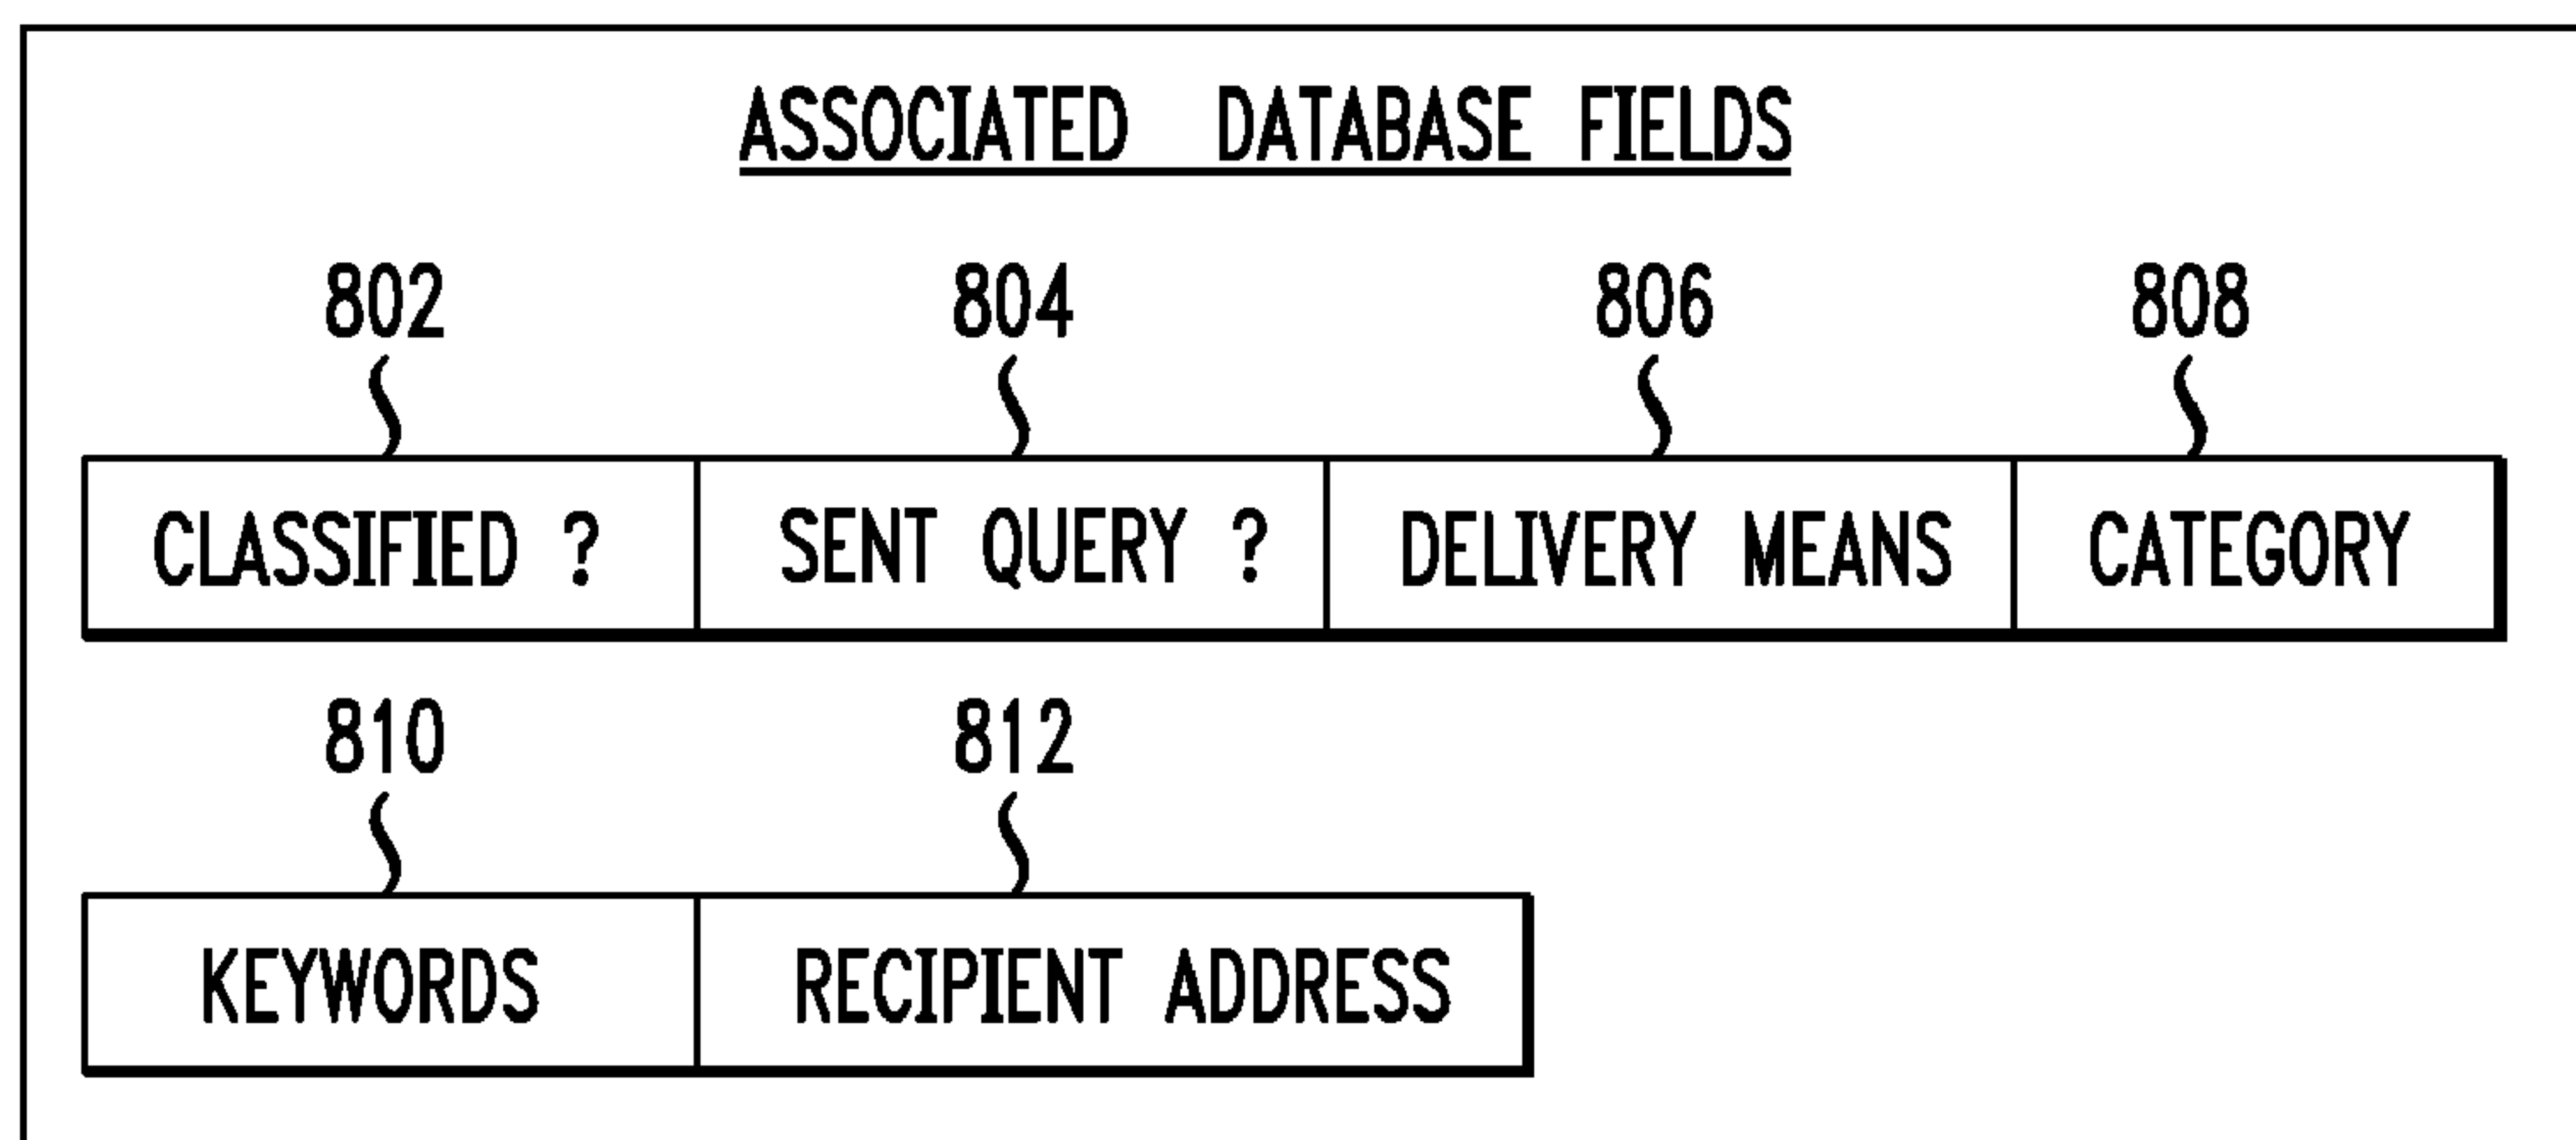 ASSOCIATED DATABASE FIELDS
802 804 806 808
CLASSIFIED ? SENT QUERY ? DELIVERY MEANS CATEGORY
810 812
KEYWORDS RECIPIENT ADDRESS